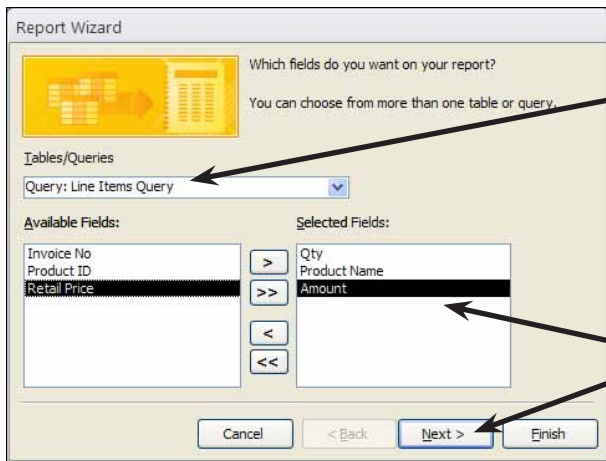 Report Wizard
Which fields do you want on your report?
You can choose from more than one table or query.
Tables/Queries
Query: Line Items Query
Available Fields:
Selected Fields:
Invoice No
Product ID
Retail Price
>
>>
<
<<
Qty
Product Name
Amount
Cancel
< Back
Next >
Finish